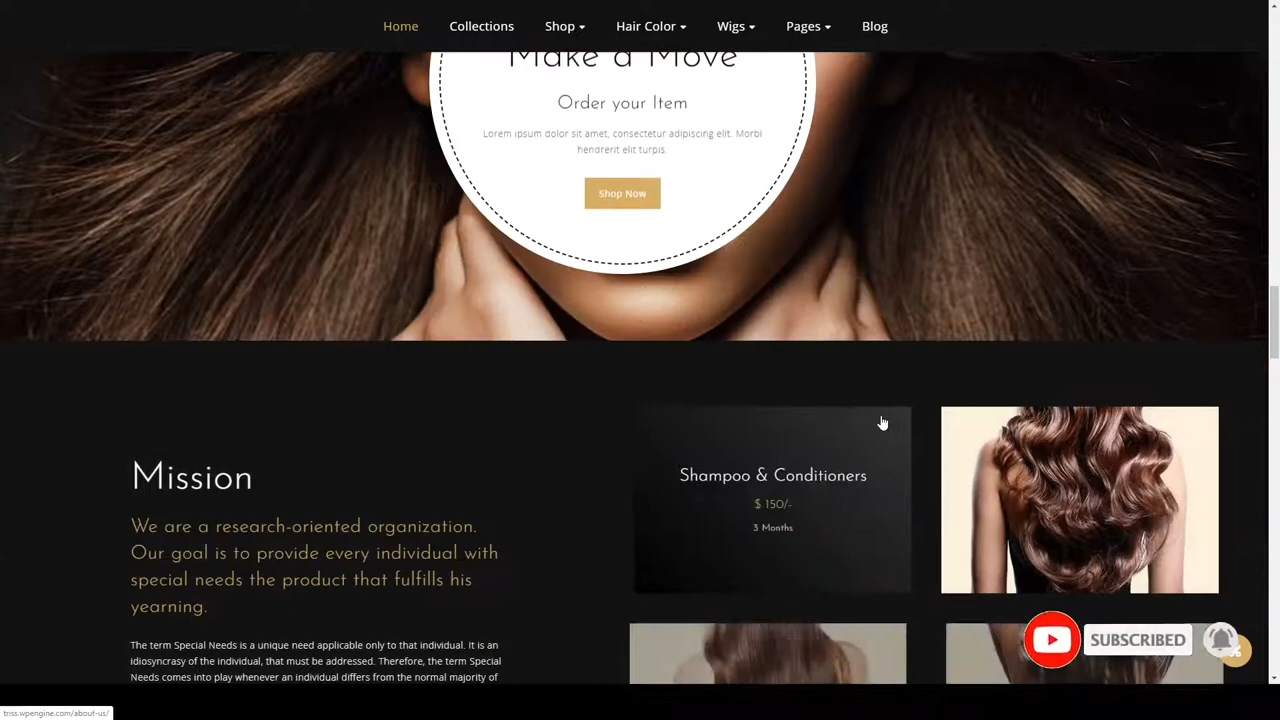 Home Collections Shop Hair Color Wigs Pages Blog
Make a Move
Order your Item
Lorem ipsum dolor sit amet, consectetur adipiscing elit. Morbi
hendrerit elit turpis.
Shop Now
Mission
We are a research-oriented organization.
Our goal is to provide every individual with
special needs the product that fulfills his
yearning.
The term Special Needs is a unique need applicable only to that individual. It is an
idiosyncrasy of the individual, that must be addressed. Therefore, the term Special
Needs comes into play whenever an individual differs from the normal majority of
Shampoo & Conditioners
$ 150/-
3 Months
SUBSCRIBED
triss.wpengine.com/about-us/